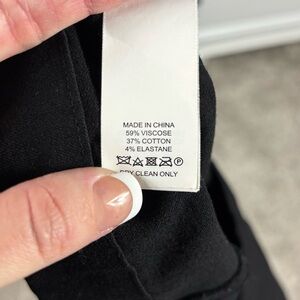 MADE IN CHINA
59% VISCOSE
37% COTTON
4% ELASTANE
P
DRY CLEAN ONLY